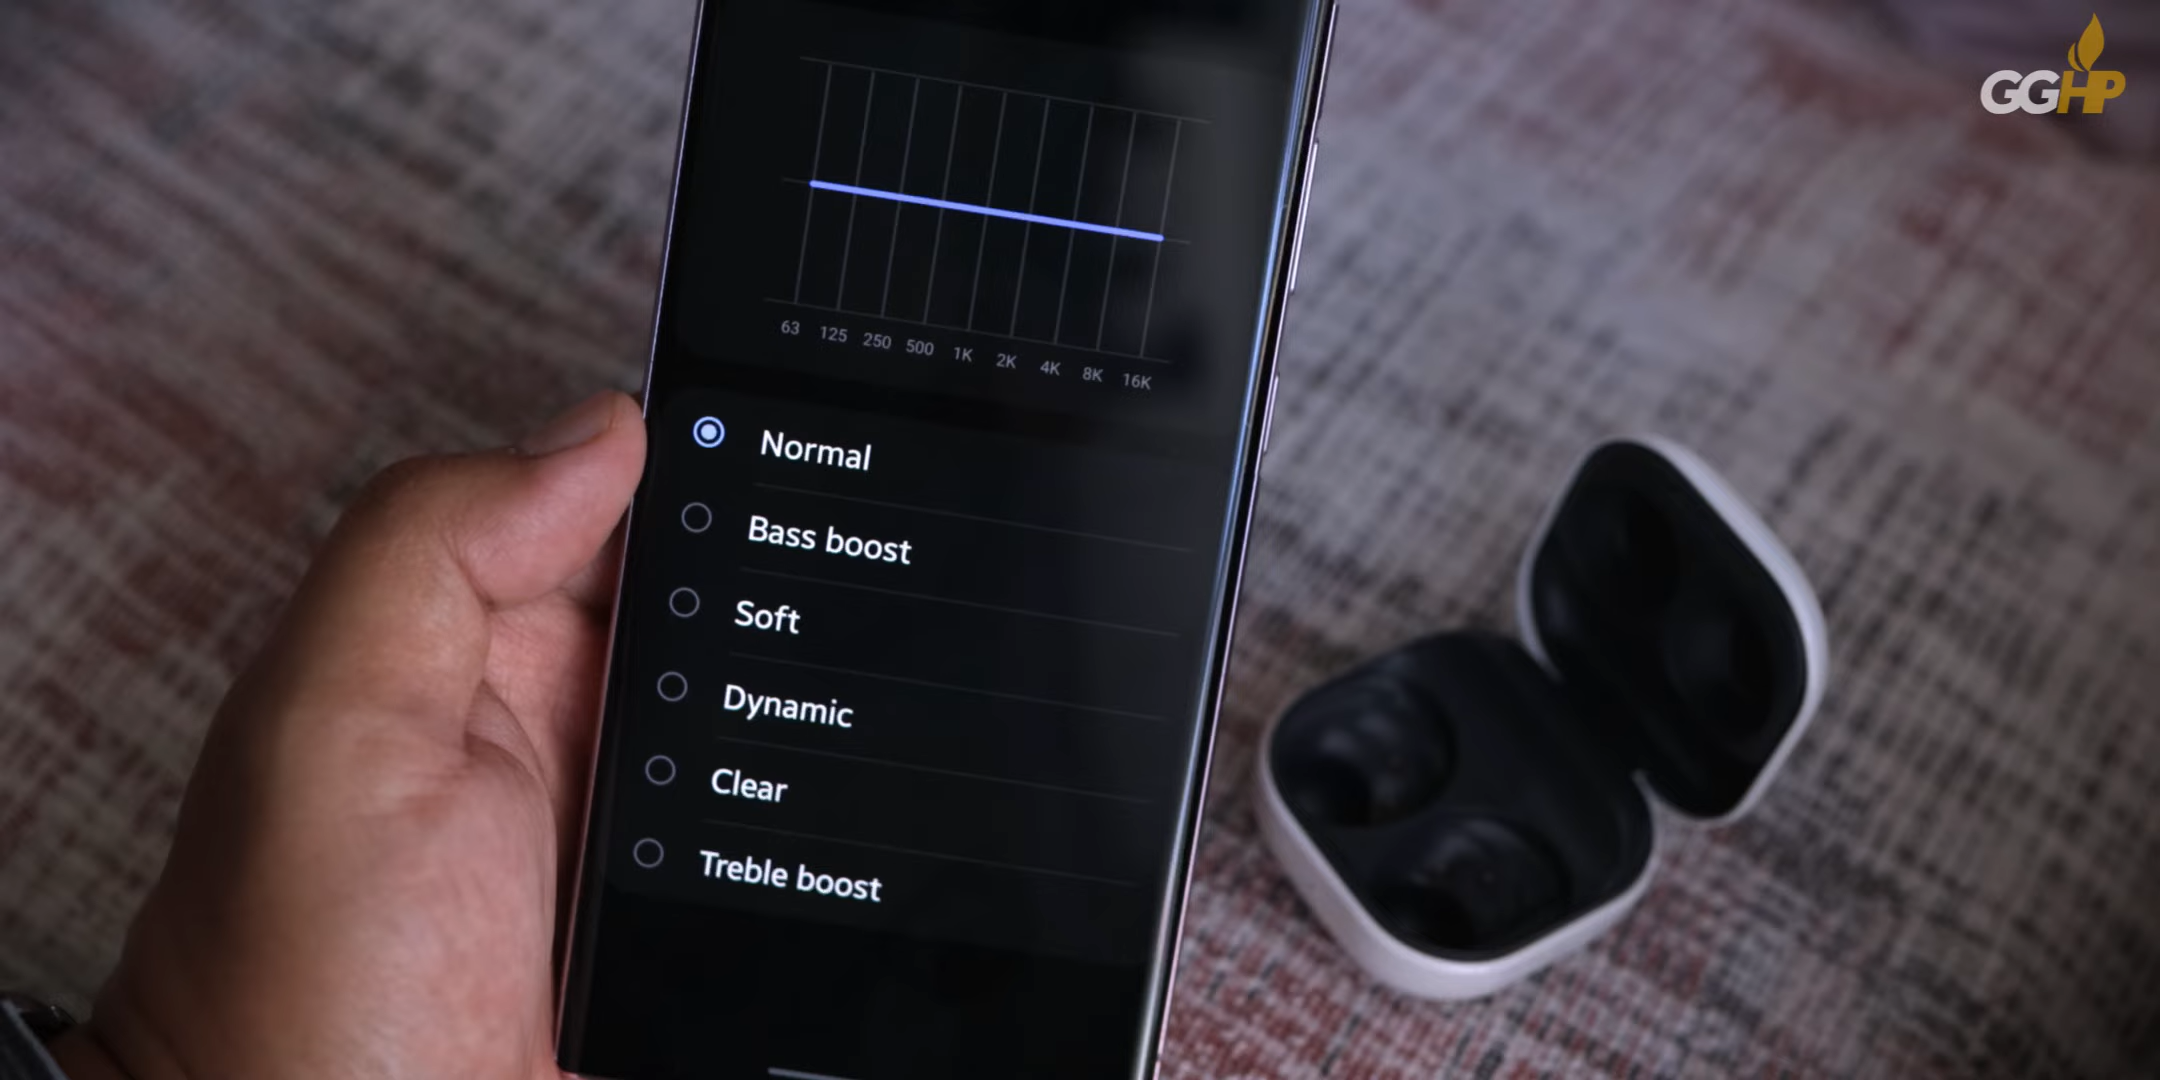 GGHP
63 125 250 500 1K 2K 4K 8K 16K
Normal
Bass boost
Soft
Dynamic
Clear
Treble boost